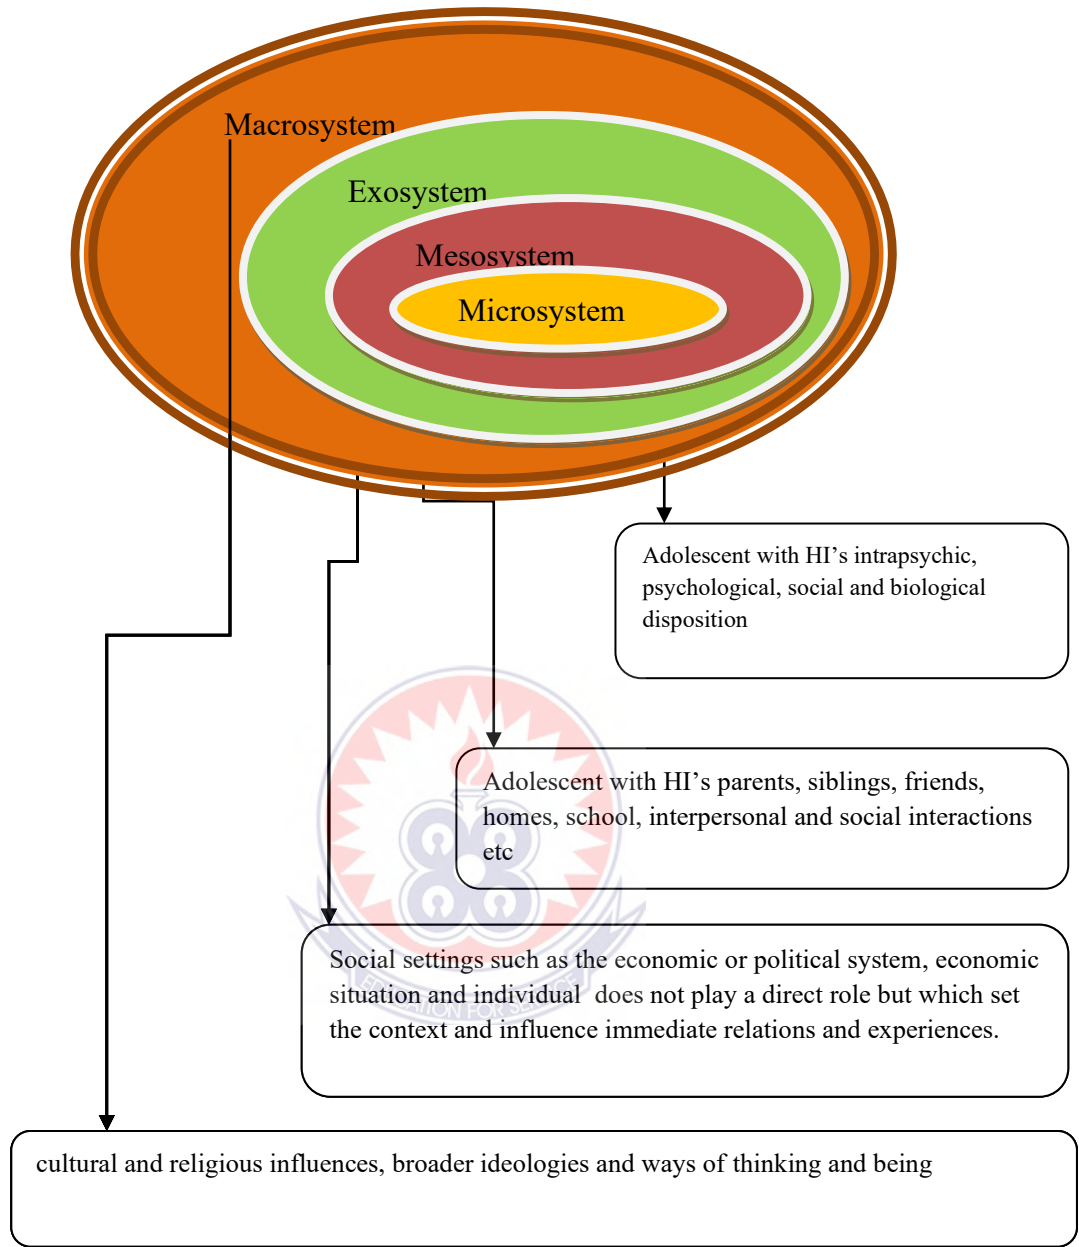 Macrosystem
Exosystem
Mesosystem
Microsystem
Adolescent with HI’s intrapsychic,
psychological, social and biological
disposition
Adolescent with HI’s parents, siblings, friends,
homes, school, interpersonal and social interactions
etc
Social settings such as the economic or political system, economic
situation and individual  does not play a direct role but which set
the context and influence immediate relations and experiences.
EDUCATION FOR SERVICE
cultural and religious influences, broader ideologies and ways of thinking and being